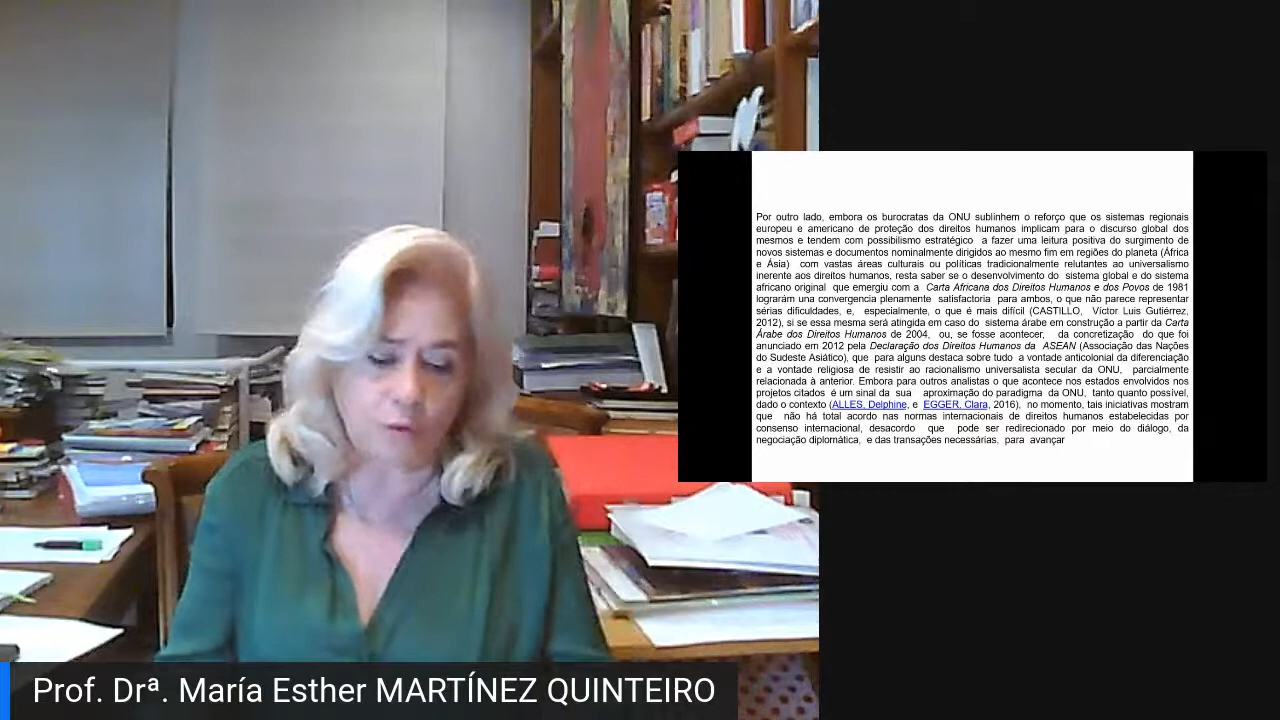 Por outro lado, embora os burocratas da ONU sublinhem o reforço que os sistemas regionais
europeu e americano de proteção dos direitos humanos implicam para o discurso global dos
mesmos e tendem com possibilismo estratégico a fazer uma leitura positiva do surgimento de
novos sistemas e documentos nominalmente dirigidos ao mesmo fim em regiões do planeta (África
e Ásia) com vastas áreas culturais ou políticas tradicionalmente relutantes ao universalismo
inerente aos direitos humanos, resta saber se o desenvolvimento do sistema global e do sistema
africano original que emergiu com a Carta Africana dos Direitos Humanos e dos Povos de 1981
lograrám una convergencia plenamente satisfactoria para ambos, o que não parece representar
sérias dificuldades, e, especialmente, o que é mais difícil (CASTILLO, Víctor Luis Gutiérrez,
2012), si se essa mesma será atingida em caso do sistema árabe em construção a partir da Carta
Árabe dos Direitos Humanos de 2004, ou, se fosse acontecer, da concretização do que foi
anunciado em 2012 pela Declaração dos Direitos Humanos da ASEAN (Associação das Nações
do Sudeste Asiático), que para alguns destaca sobre tudo a vontade anticolonial da diferenciação
e a vontade religiosa de resistir ao racionalismo universalista secular da ONU, parcialmente
relacionada à anterior. Embora para outros analistas o que acontece nos estados envolvidos nos
projetos citados é um sinal da sua aproximação do paradigma da ONU, tanto quanto possível,
dado o contexto (ALLES, Delphine, e EGGER, Clara, 2016), no momento, tais iniciativas mostram
que não há total acordo nas normas internacionais de direitos humanos estabelecidas por
consenso internacional, desacordo que pode ser redirecionado por meio do diálogo, da
negociação diplomática, e das transações necessárias, para avançar
Prof. Drª. María Esther MARTÍNEZ QUINTEIRO